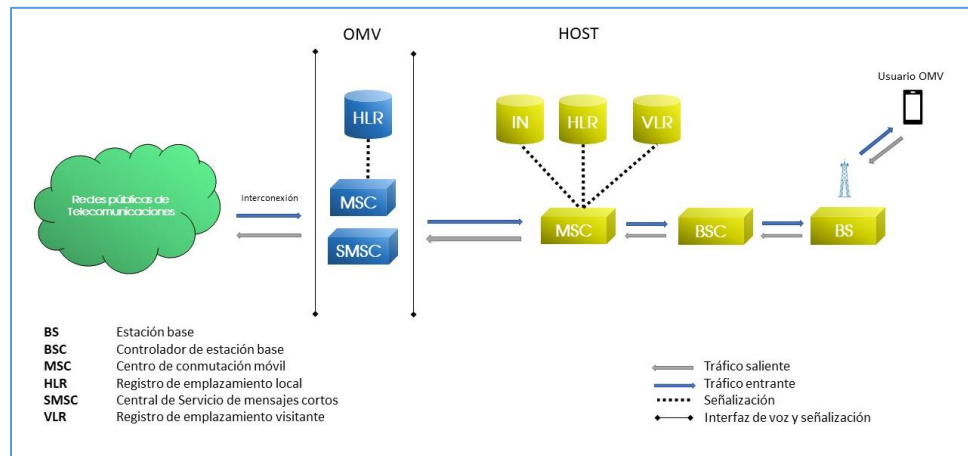 OMV
HOST
Usuario OMV
HLR
IN
HLR
VLR
Redes públicas de
Telecomunicaciones
Interconexión
MSC
SMSC
MSC
BSC
BS
BS Estación base
BSC Controlador de estación base
MSC Centro de conmutación móvil
HLR Registro de emplazamiento local
SMSC Central de Servicio de mensajes cortos
VLR Registro de emplazamiento visitante
Tráfico saliente
Tráfico entrante
Señalización
Interfaz de voz y señalización